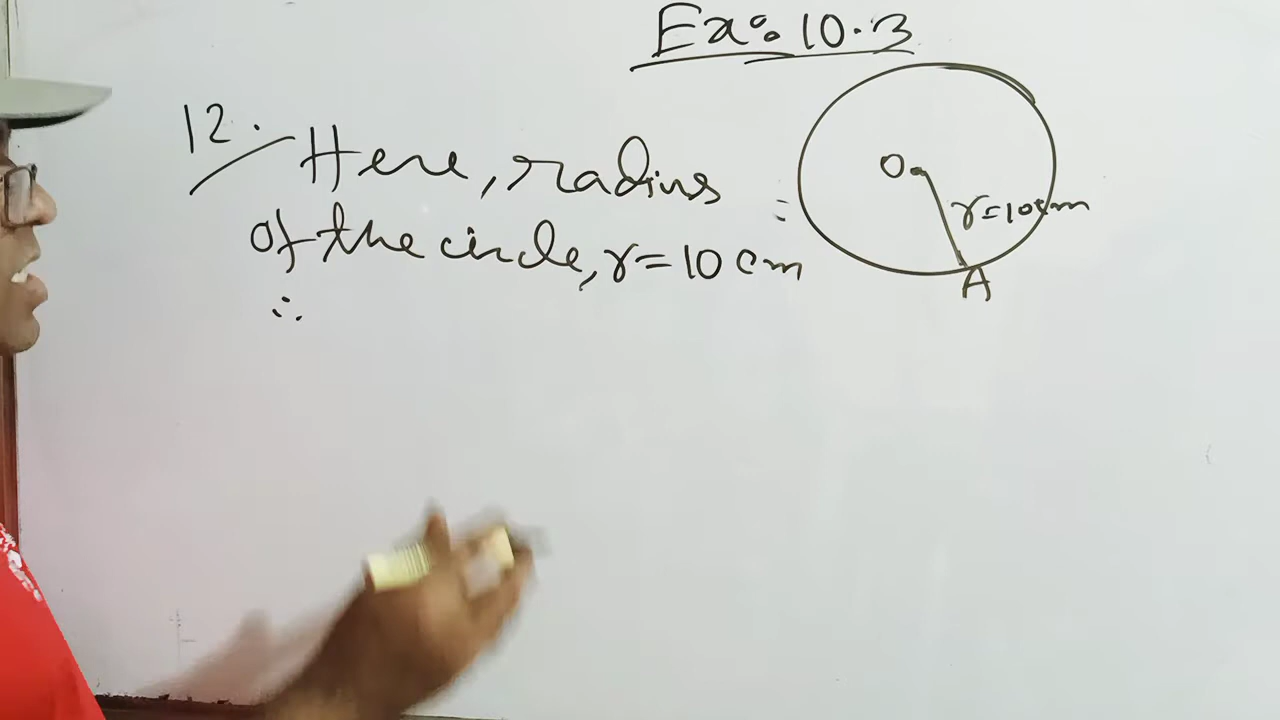 Ex: 10.3
12.
Here, radius
of the circle, r = 10 cm
∴
O
r=10cm
A